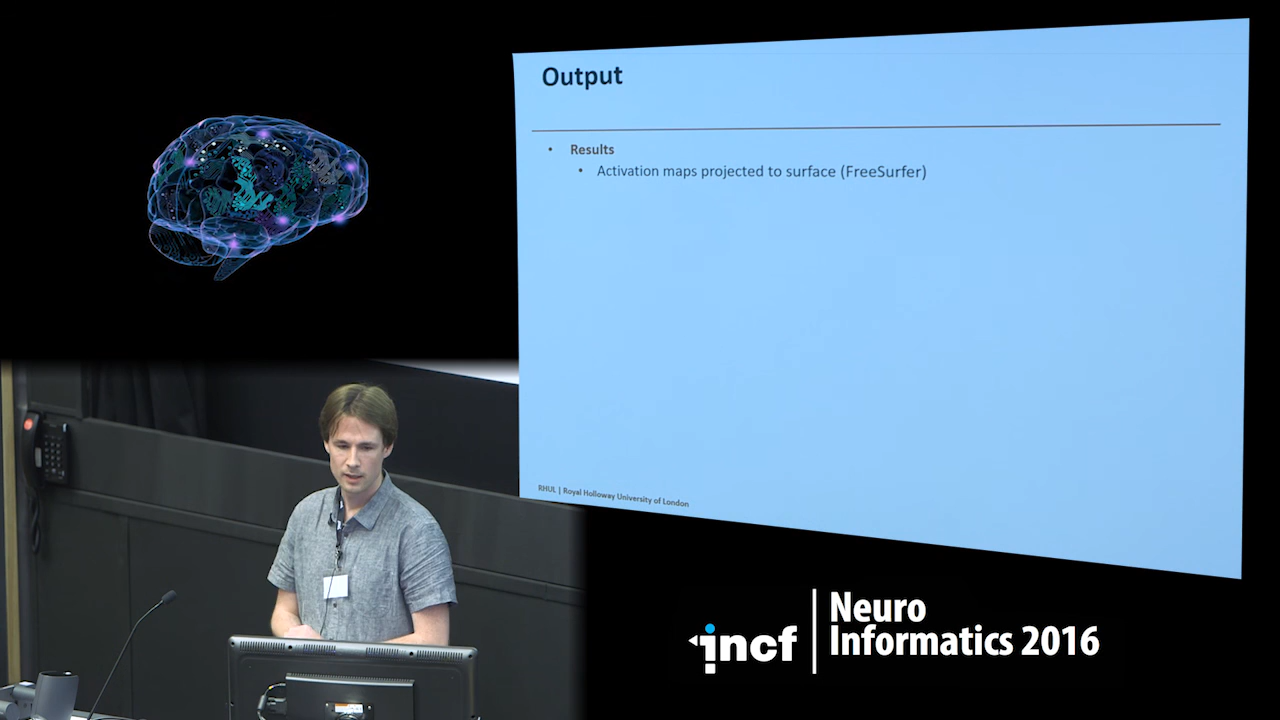 Output
• Results
• Activation maps projected to surface (FreeSurfer)
RHUL | Royal Holloway University of London
incf
Neuro
Informatics 2016